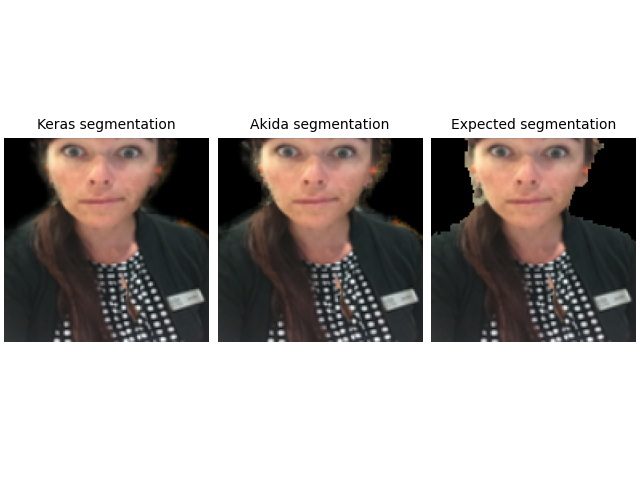 Keras segmentation
Akida segmentation
Expected segmentation